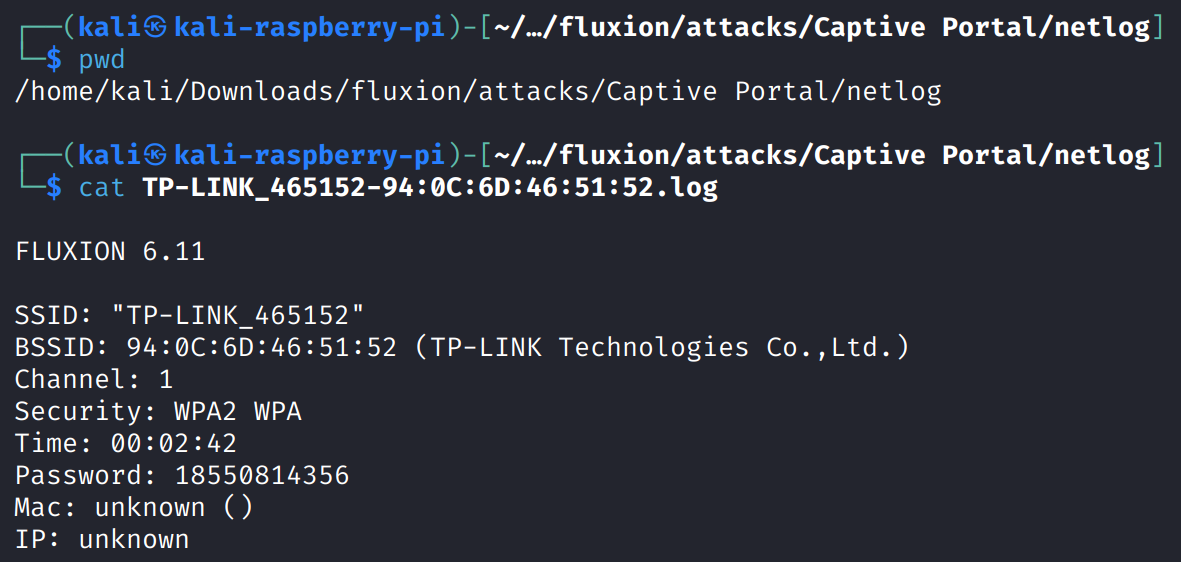 ┌──(kali㉿kali-raspberry-pi)-[~/…/fluxion/attacks/Captive Portal/netlog]
└─$ pwd
/home/kali/Downloads/fluxion/attacks/Captive Portal/netlog
┌──(kali㉿kali-raspberry-pi)-[~/…/fluxion/attacks/Captive Portal/netlog]
└─$ cat TP-LINK_465152-94:0C:6D:46:51:52.log
FLUXION 6.11
SSID: "TP-LINK_465152"
BSSID: 94:0C:6D:46:51:52 (TP-LINK Technologies Co.,Ltd.)
Channel: 1
Security: WPA2 WPA
Time: 00:02:42
Password: 18550814356
Mac: unknown ()
IP: unknown